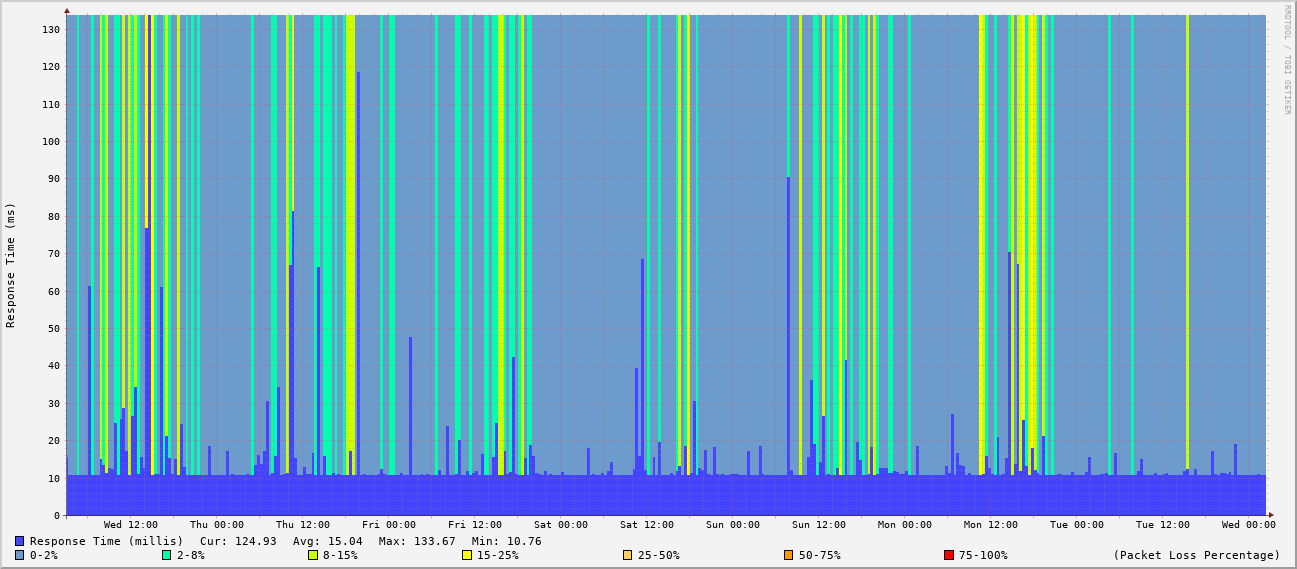 RRDTOOL / TOBI OETIKER
Response Time (ms)
130
120
110
100
90
80
70
60
50
40
30
20
10
0
Wed 12:00 Thu 00:00 Thu 12:00 Fri 00:00 Fri 12:00 Sat 00:00 Sat 12:00 Sun 00:00 Sun 12:00 Mon 00:00 Mon 12:00 Tue 00:00 Tue 12:00 Wed 00:00
Response Time (millis) Cur: 124.93 Avg: 15.04 Max: 133.67 Min: 10.76
0-2% 2-8% 8-15% 15-25% 25-50% 50-75% 75-100% (Packet Loss Percentage)